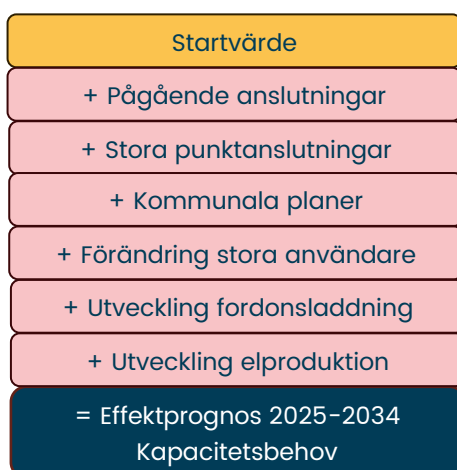 Startvärde
+ Pågående anslutningar
+ Stora punktanslutningar
+ Kommunala planer
+ Förändring stora användare
+ Utveckling fordonsladdning
+ Utveckling elproduktion
= Effektprognos 2025-2034
Kapacitetsbehov